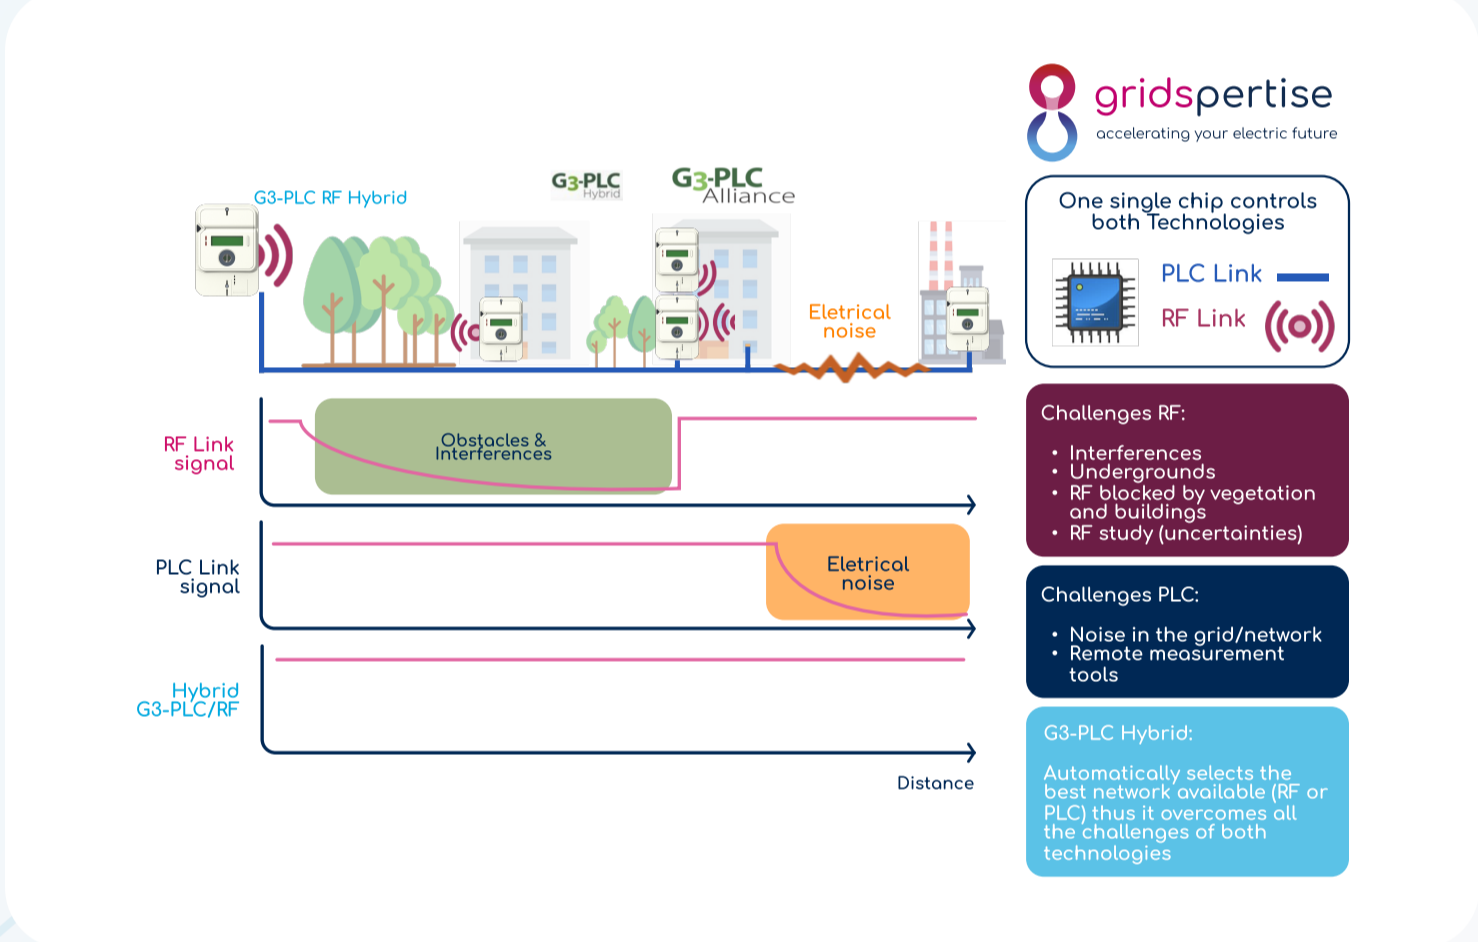 gridspertise
accelerating your electric future
G3-PLC RF Hybrid
G3-PLC
Hybrid
G3-PLC
Alliance
Eletrical
noise
One single chip controls
both Technologies
PLC Link
RF Link
RF Link
signal
Obstacles &
Interferences
PLC Link
signal
Eletrical
noise
Hybrid
G3-PLC/RF
Distance
Challenges RF:
• Interferences
• Undergrounds
• RF blocked by vegetation
and buildings
• RF study (uncertainties)
Challenges PLC:
• Noise in the grid/network
• Remote measurement
tools
G3-PLC Hybrid:
Automatically selects the
best network available (RF or
PLC) thus it overcomes all
the challenges of both
technologies